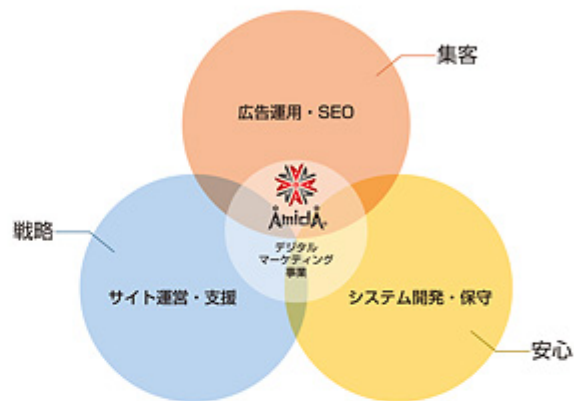 集客
広告運用・SEO
AmidA
戦略
デジタル
マーケティング
事業
サイト運営・支援
システム開発・保守
安心